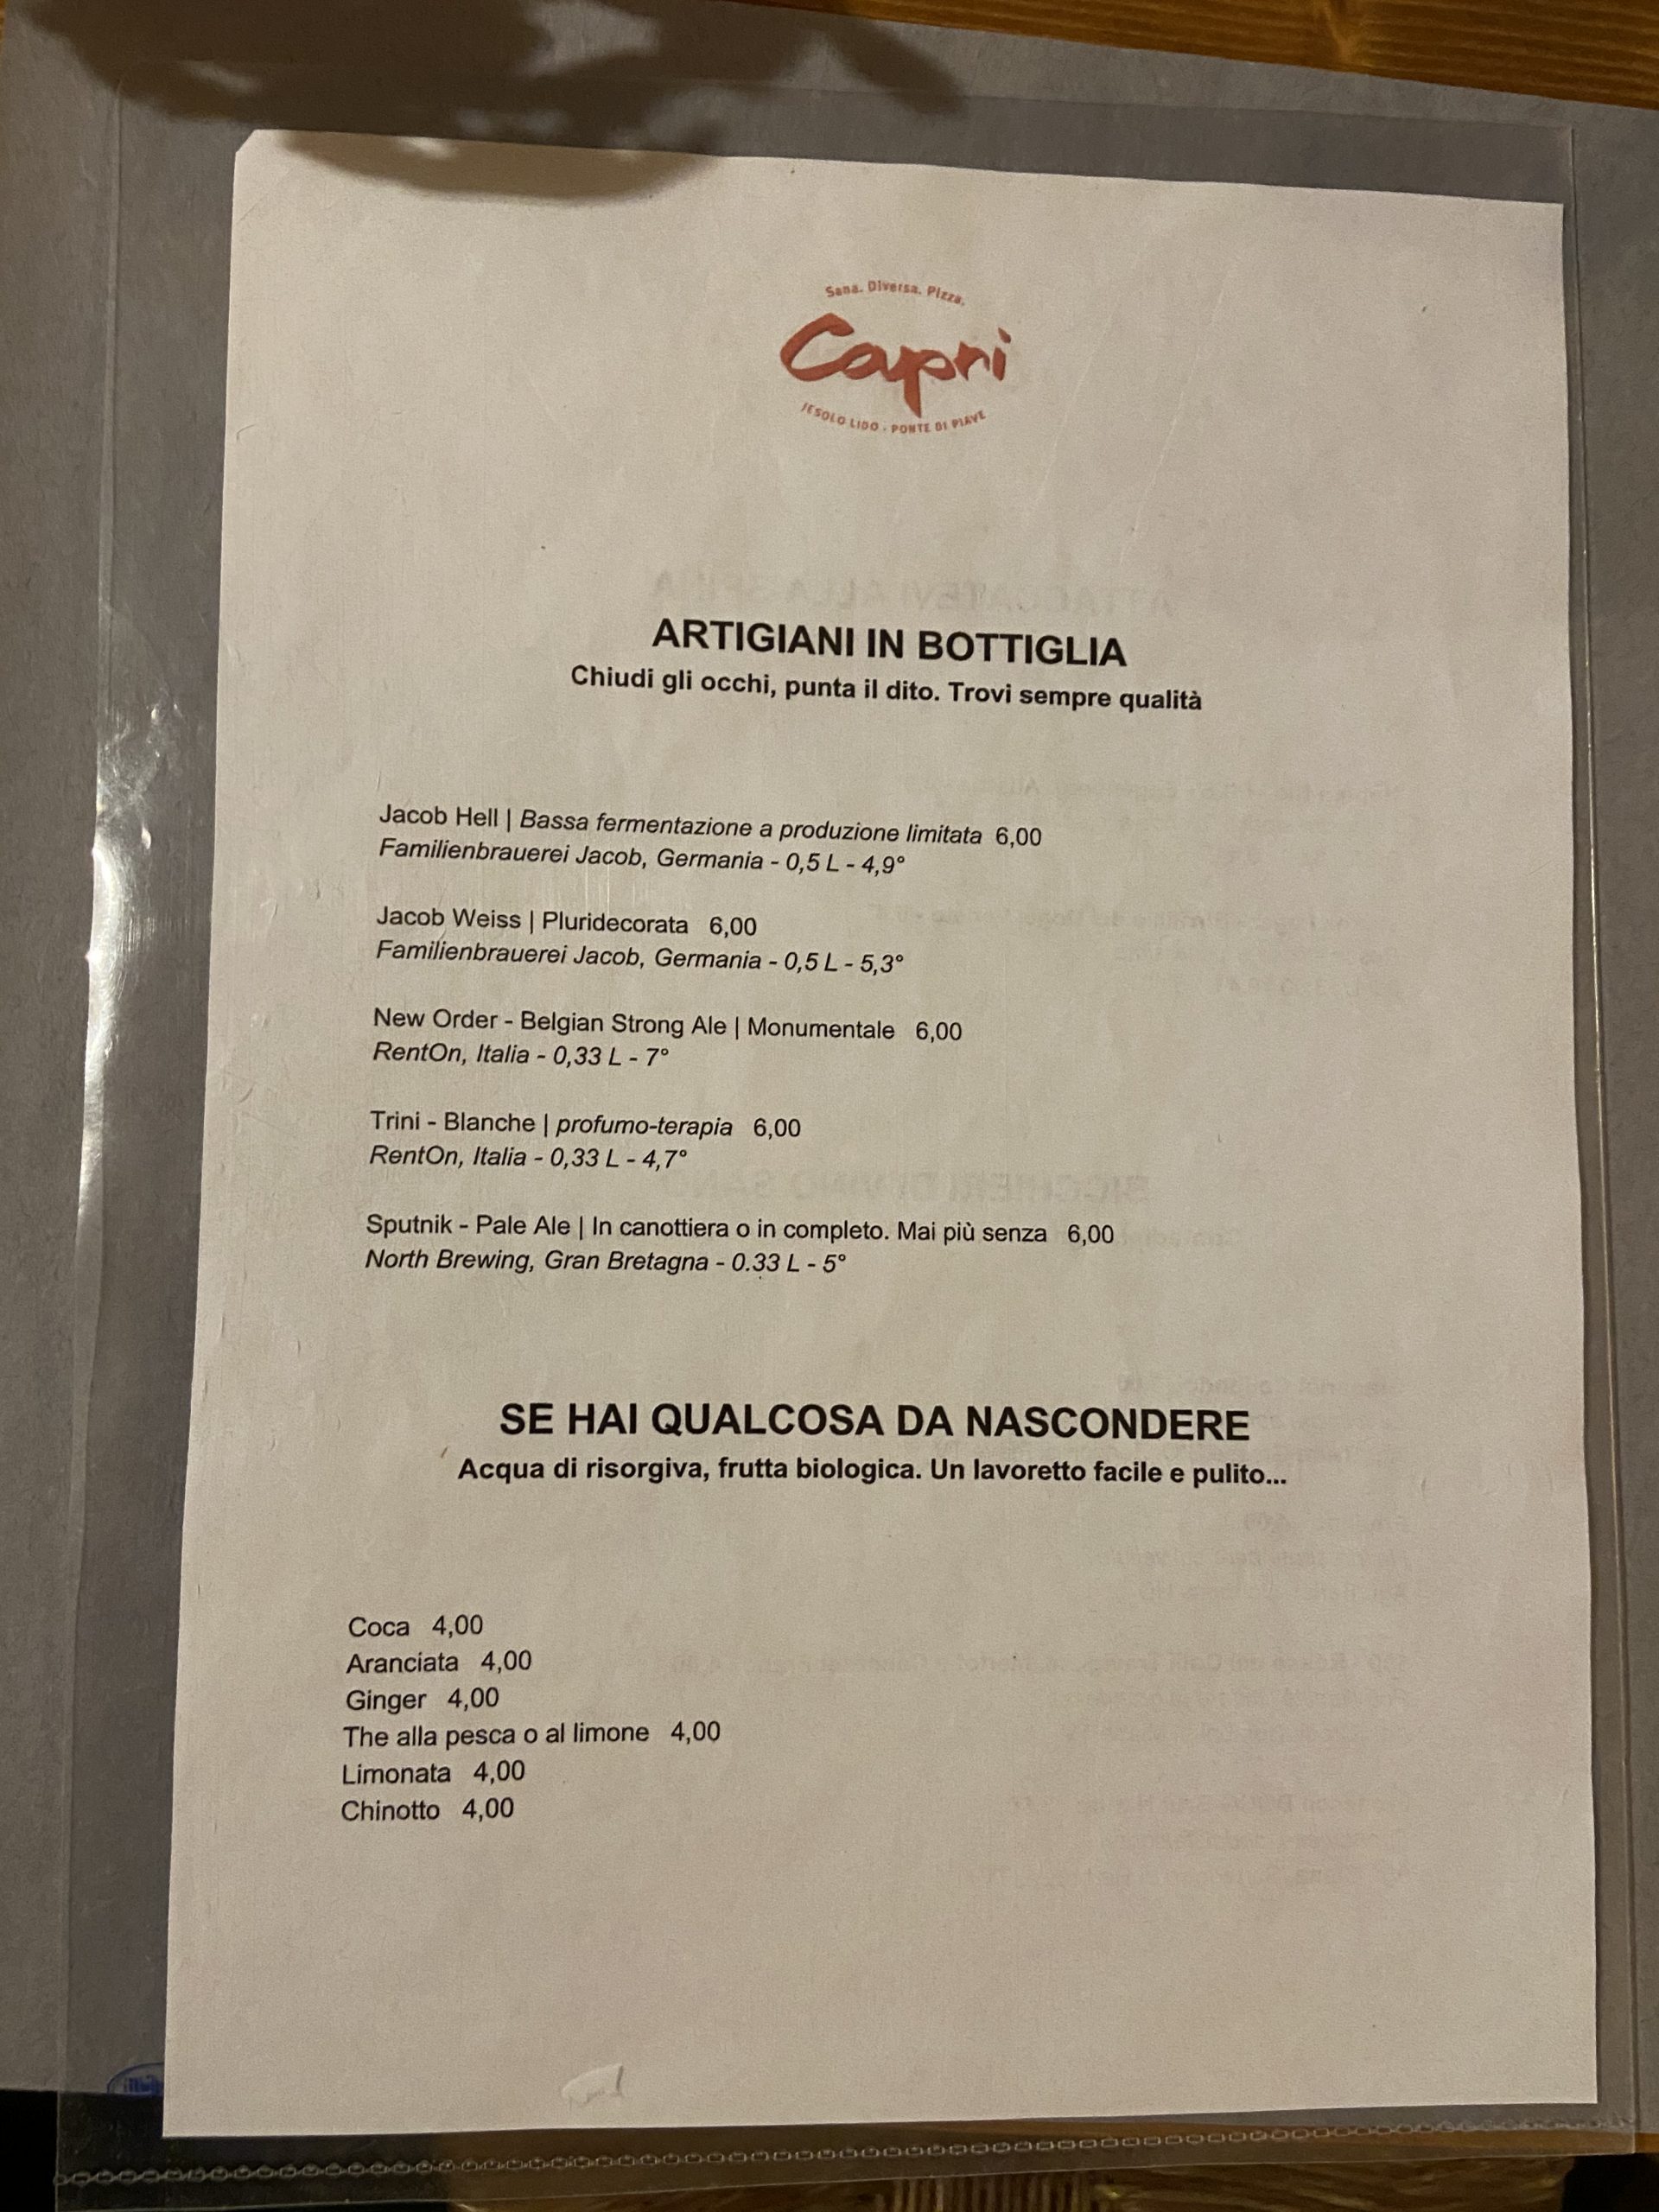 Sana. Diversa. Pizza.
Capri
JESOLO LIDO - PONTE DI PIAVE
ARTIGIANI IN BOTTIGLIA
Chiudi gli occhi, punta il dito. Trovi sempre qualità
Jacob Hell | Bassa fermentazione a produzione limitata 6,00
Familienbrauerei Jacob, Germania - 0,5 L - 4,9°
Jacob Weiss | Pluridecorata 6,00
Familienbrauerei Jacob, Germania - 0,5 L - 5,3°
New Order - Belgian Strong Ale | Monumentale 6,00
RentOn, Italia - 0,33 L - 7°
Trini - Blanche | profumo-terapia 6,00
RentOn, Italia - 0,33 L - 4,7°
Sputnik - Pale Ale | In canottiera o in completo. Mai più senza 6,00
North Brewing, Gran Bretagna - 0.33 L - 5°
SE HAI QUALCOSA DA NASCONDERE
Acqua di risorgiva, frutta biologica. Un lavoretto facile e pulito...
Coca 4,00
Aranciata 4,00
Ginger 4,00
The alla pesca o al limone 4,00
Limonata 4,00
Chinotto 4,00